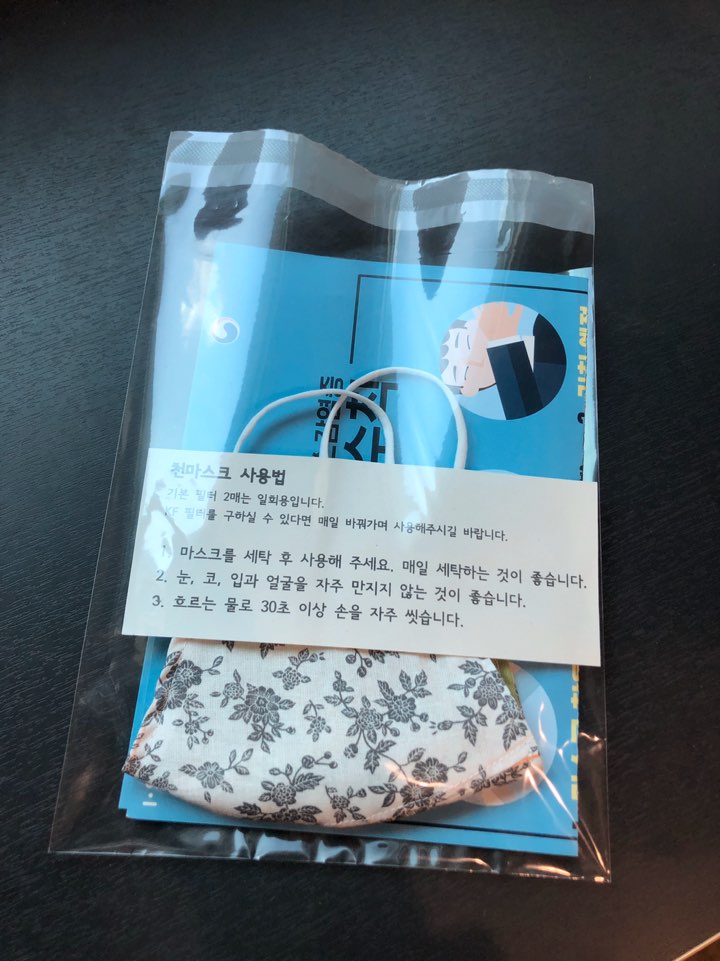 천마스크 사용법
기본 필터 2매는 일회용입니다.
KF 필터를 구하실 수 있다면 매일 바꿔가며 사용해주시길 바랍니다.
1. 마스크를 세탁 후 사용해 주세요. 매일 세탁하는 것이 좋습니다.
2. 눈, 코, 입과 얼굴을 자주 만지지 않는 것이 좋습니다.
3. 흐르는 물로 30초 이상 손을 자주 씻습니다.